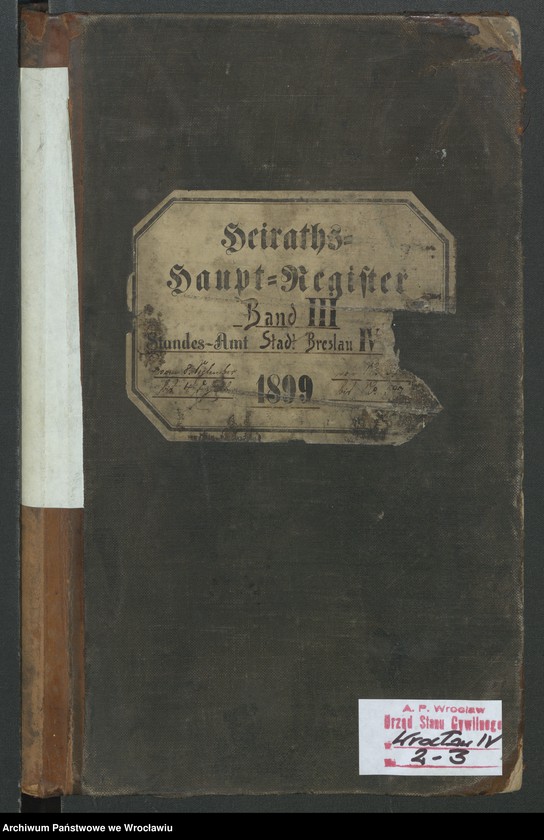 Heiraths-
Haupt-Register
Band III
Standes-Amt Stadt Breslau IV
September
1899
A. P. Wrocław
Urząd Stanu Cywilnego
w Wrocław IV
2-3
Archiwum Państwowe we Wrocławiu